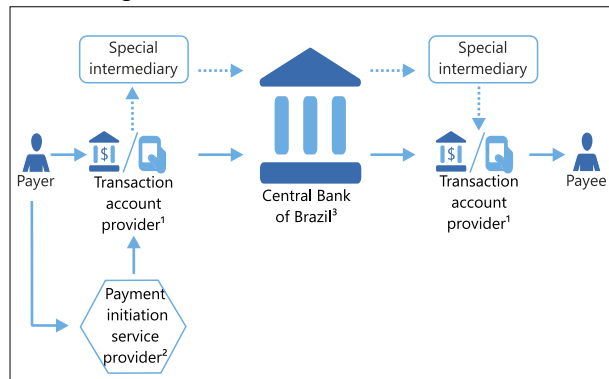 Special
intermediary
Special
intermediary
$
$
Payer
Transaction
account
provider¹
Central Bank
of Brazil³
Transaction
account
provider¹
Payee
Payment
initiation
service
provider²